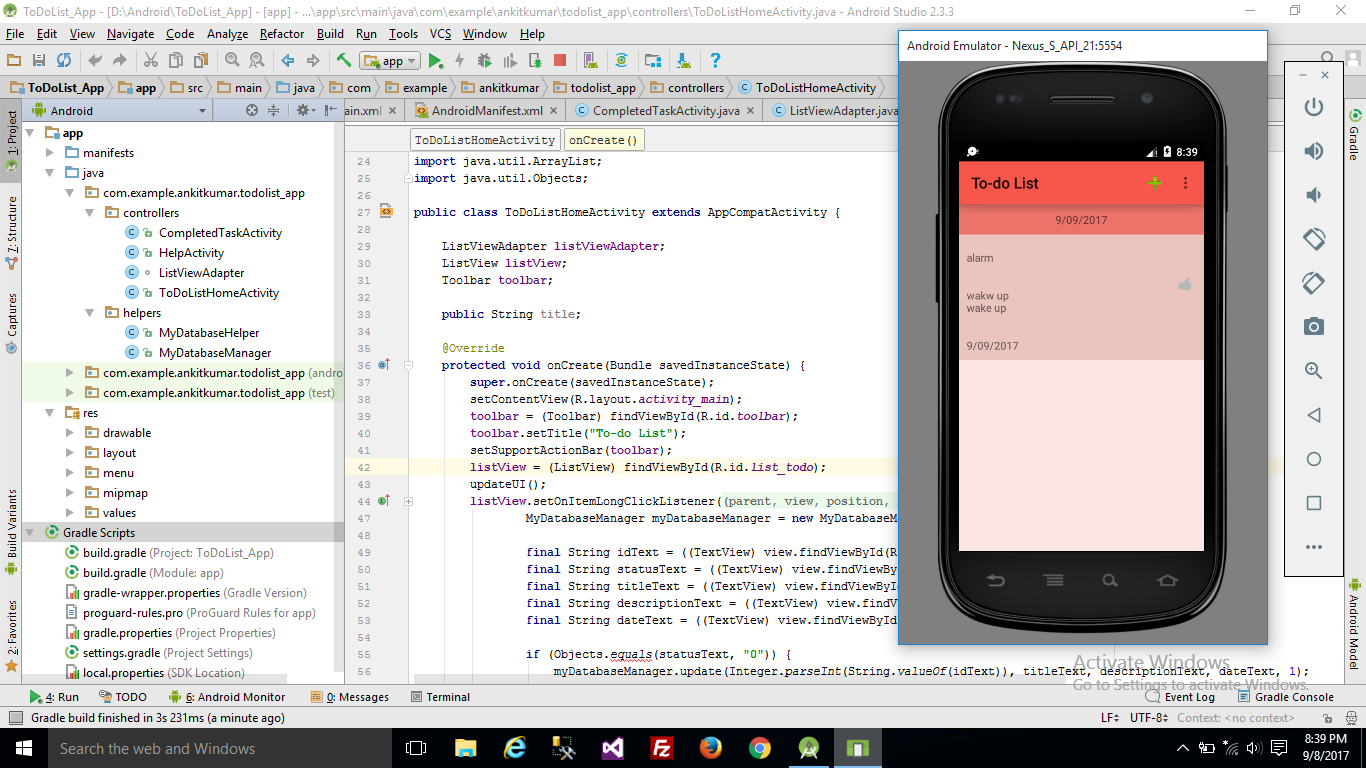 ToDoList_App - [D:\Android\ToDoList_App] - [app] - ...\app\src\main\java\com\example\ankitkumar\todolist_app\controllers\ToDoListHomeActivity.java - Android Studio 2.3.3
File Edit View Navigate Code Analyze Refactor Build Run Tools VCS Window Help
app
ToDoList_App app src main java com example ankitkumar todolist_app controllers ToDoListHomeActivity
Android
ain.xml AndroidManifest.xml CompletedTaskActivity.java ListViewAdapter.java
1: Project
7: Structure
Captures
Build Variants
2: Favorites
app
manifests
java
com.example.ankitkumar.todolist_app
controllers
CompletedTaskActivity
HelpActivity
ListViewAdapter
ToDoListHomeActivity
helpers
MyDatabaseHelper
MyDatabaseManager
com.example.ankitkumar.todolist_app (andro
com.example.ankitkumar.todolist_app (test)
res
drawable
layout
menu
mipmap
values
Gradle Scripts
build.gradle (Project: ToDoList_App)
build.gradle (Module: app)
gradle-wrapper.properties (Gradle Version)
proguard-rules.pro (ProGuard Rules for app)
gradle.properties (Project Properties)
settings.gradle (Project Settings)
local.properties (SDK Location)
ToDoListHomeActivity onCreate()
24 import java.util.ArrayList;
25 import java.util.Objects;
26
27 public class ToDoListHomeActivity extends AppCompatActivity {
28
29 ListViewAdapter listViewAdapter;
30 ListView listView;
31 Toolbar toolbar;
32
33 public String title;
34
35 @Override
36 protected void onCreate(Bundle savedInstanceState) {
37 super.onCreate(savedInstanceState);
38 setContentView(R.layout.activity_main);
39 toolbar = (Toolbar) findViewById(R.id.toolbar);
40 toolbar.setTitle("To-do List");
41 setSupportActionBar(toolbar);
42 listView = (ListView) findViewById(R.id.list_todo);
43 updateUI();
44 listView.setOnItemLongClickListener((parent, view, position,
47 MyDatabaseManager myDatabaseManager = new MyDatabaseM
48
49 final String idText = ((TextView) view.findViewById(R
50 final String statusText = ((TextView) view.findViewBy
51 final String titleText = ((TextView) view.findViewByI
52 final String descriptionText = ((TextView) view.findV
53 final String dateText = ((TextView) view.findViewById
54
55 if (Objects.equals(statusText, "0")) {
56 myDatabaseManager.update(Integer.parseInt(String.valueOf(idText)), titleText, descriptionText, dateText, 1);
Android Emulator - Nexus_S_API_21:5554
8:39
To-do List
9/09/2017
alarm
wakw up
wake up
9/09/2017
Gradle
Android Model
Activate Windows
Go to Settings to activate Windows.
4: Run TODO 6: Android Monitor 0: Messages Terminal Event Log Gradle Console
Gradle build finished in 3s 231ms (a minute ago) LF UTF-8 Context: <no context>
Search the web and Windows
8:39 PM
9/8/2017